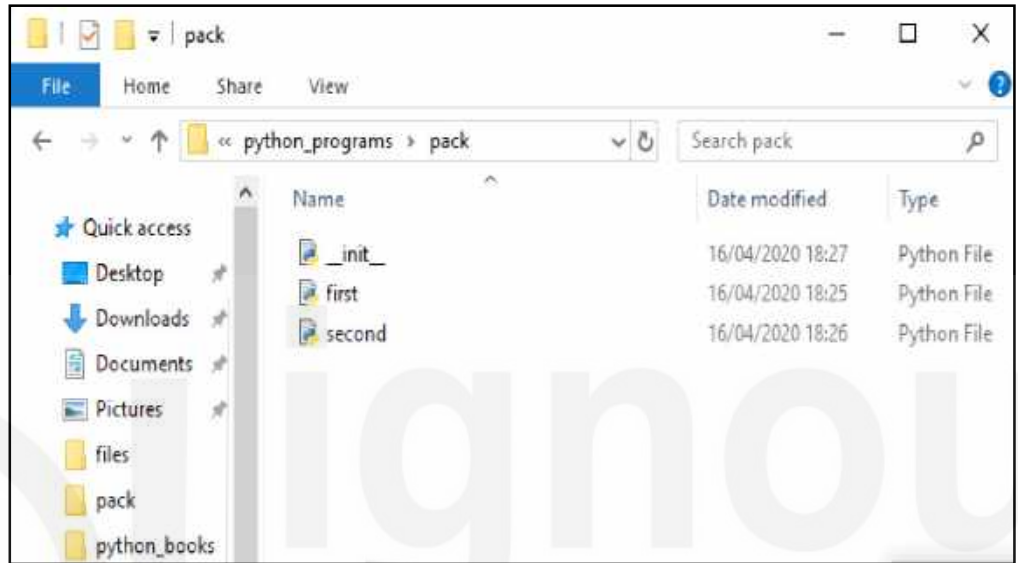 pack
File Home Share View
« python_programs › pack
Search pack
Name Date modified Type
Quick access
Desktop
Downloads
Documents
Pictures
files
pack
python_books
__init__ 16/04/2020 18:27 Python File
first 16/04/2020 18:25 Python File
second 16/04/2020 18:26 Python File
ignou